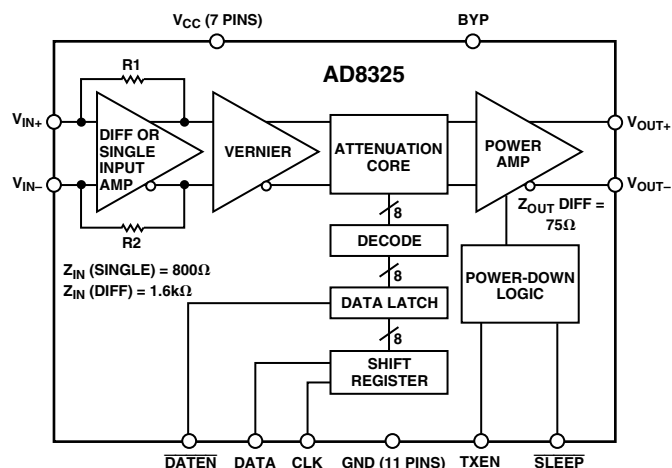 V_CC (7 PINS)
BYP
AD8325
R1
V_IN+
DIFF OR
SINGLE
INPUT
AMP
VERNIER
ATTENUATION
CORE
POWER
AMP
V_OUT+
V_IN–
V_OUT–
R2
8
Z_OUT DIFF =
75Ω
DECODE
Z_IN (SINGLE) = 800Ω
Z_IN (DIFF) = 1.6kΩ
8
POWER-DOWN
LOGIC
DATA LATCH
8
SHIFT
REGISTER
DATEN
DATA
CLK
GND (11 PINS)
TXEN
SLEEP